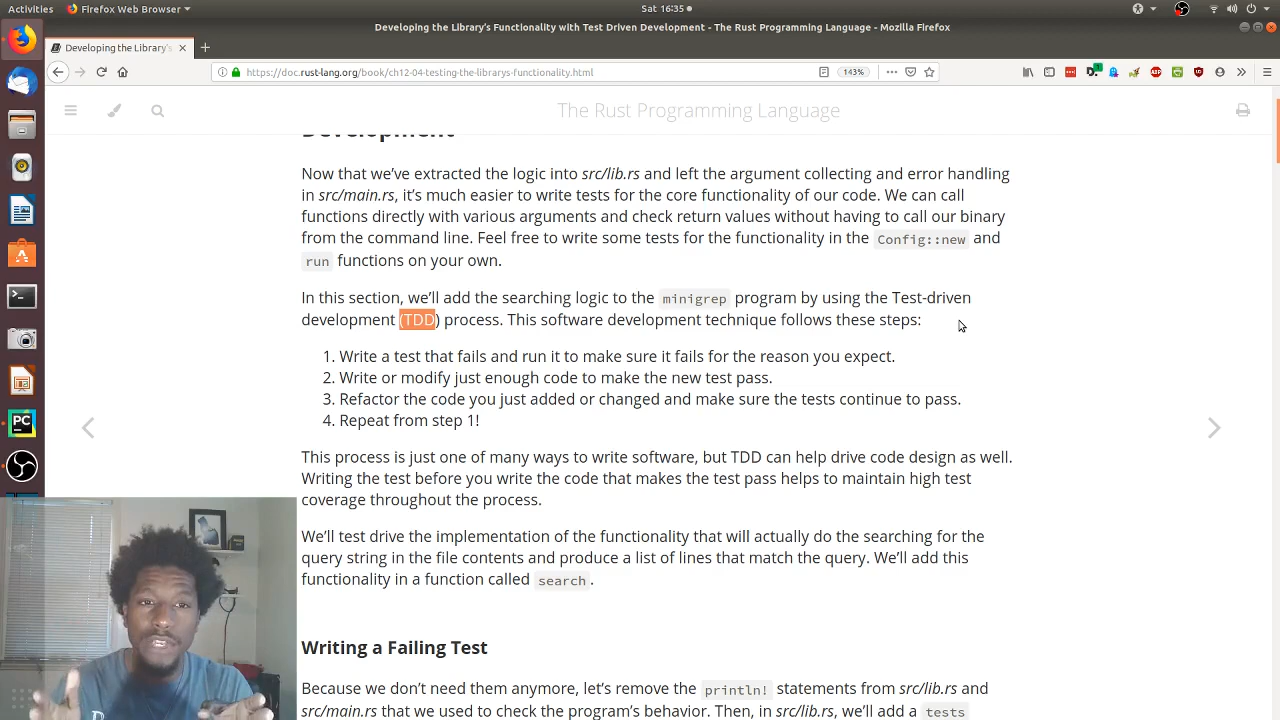 Activities
Firefox Web Browser
Sat 16:35
Developing the Library's Functionality with Test Driven Development - The Rust Programming Language - Mozilla Firefox
Developing the Library's
https://doc.rust-lang.org/book/ch12-04-testing-the-librarys-functionality.html
143%
The Rust Programming Language
Development
Now that we've extracted the logic into src/lib.rs and left the argument collecting and error handling
in src/main.rs, it's much easier to write tests for the core functionality of our code. We can call
functions directly with various arguments and check return values without having to call our binary
from the command line. Feel free to write some tests for the functionality in the Config::new and
run functions on your own.
In this section, we'll add the searching logic to the minigrep program by using the Test-driven
development (TDD) process. This software development technique follows these steps:
1. Write a test that fails and run it to make sure it fails for the reason you expect.
2. Write or modify just enough code to make the new test pass.
3. Refactor the code you just added or changed and make sure the tests continue to pass.
4. Repeat from step 1!
This process is just one of many ways to write software, but TDD can help drive code design as well.
Writing the test before you write the code that makes the test pass helps to maintain high test
coverage throughout the process.
We'll test drive the implementation of the functionality that will actually do the searching for the
query string in the file contents and produce a list of lines that match the query. We'll add this
functionality in a function called search.
Writing a Failing Test
Because we don't need them anymore, let's remove the println! statements from src/lib.rs and
src/main.rs that we used to check the program's behavior. Then, in src/lib.rs, we'll add a tests
PC